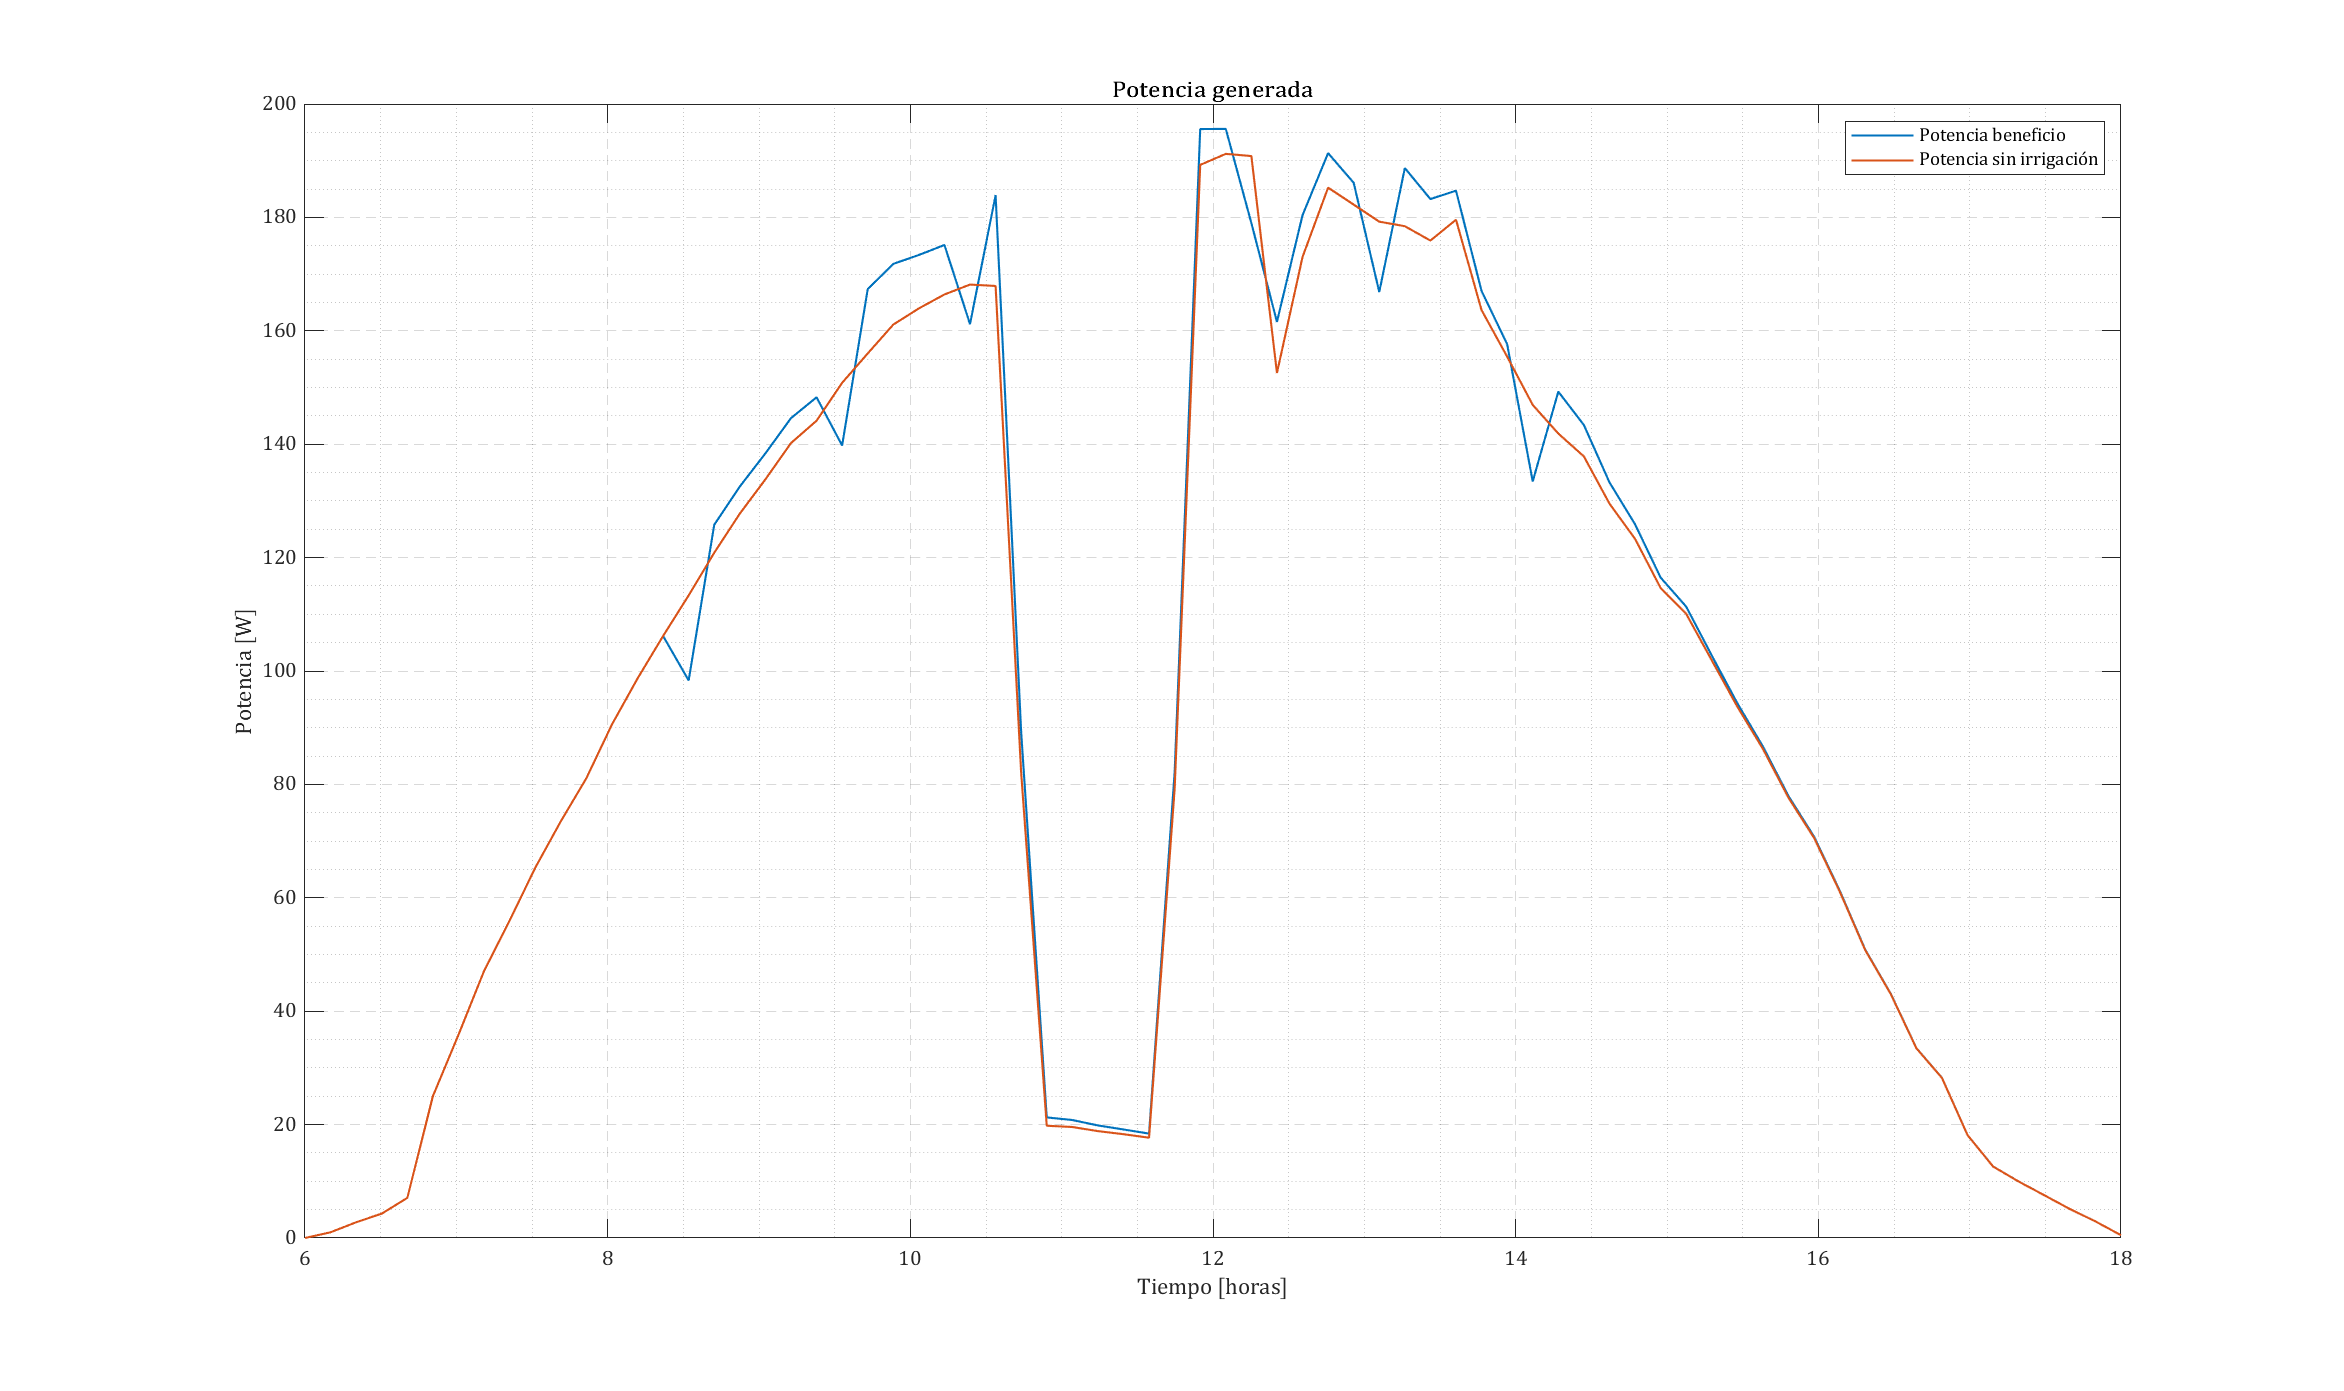 Potencia generada
Potencia beneficio
Potencia sin irrigación
200
180
160
140
120
100
80
60
40
20
0
Potencia [W]
6 8 10 12 14 16 18
Tiempo [horas]